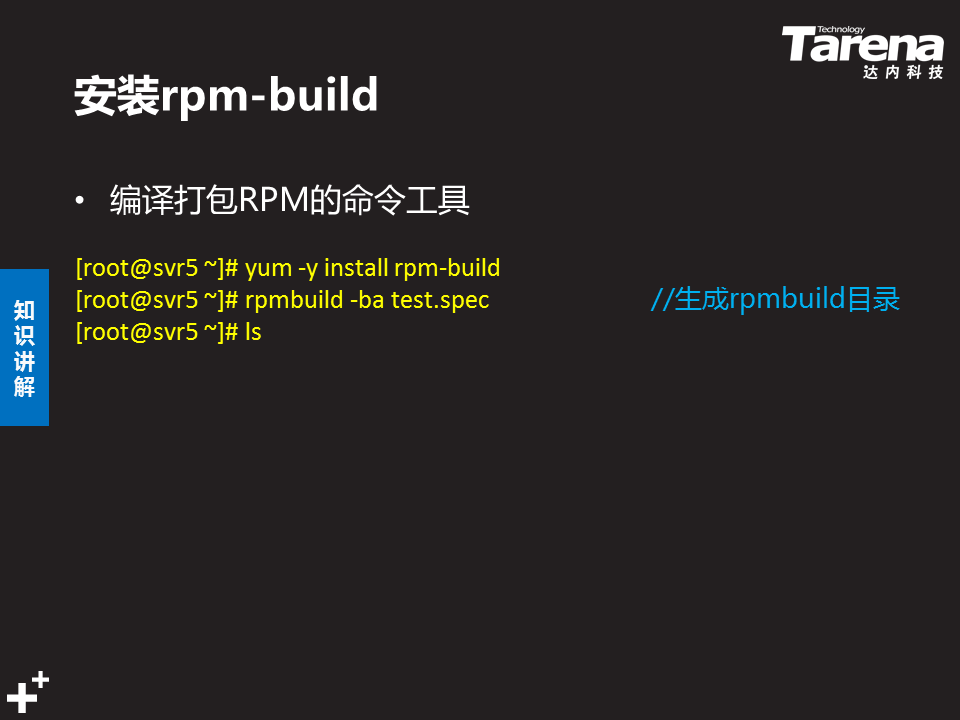 Technology
Tarena
达内科技
安装rpm-build
• 编译打包RPM的命令工具
[root@svr5 ~]# yum -y install rpm-build
[root@svr5 ~]# rpmbuild -ba test.spec //生成rpmbuild目录
[root@svr5 ~]# ls
知识讲解